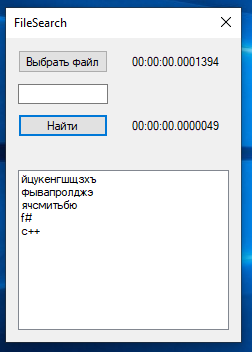 FileSearch
Выбрать файл 00:00:00.0001394
Найти 00:00:00.0000049
йцукенгшщзхъ
фывапролджэ
ячсмитьбю
f#
c++